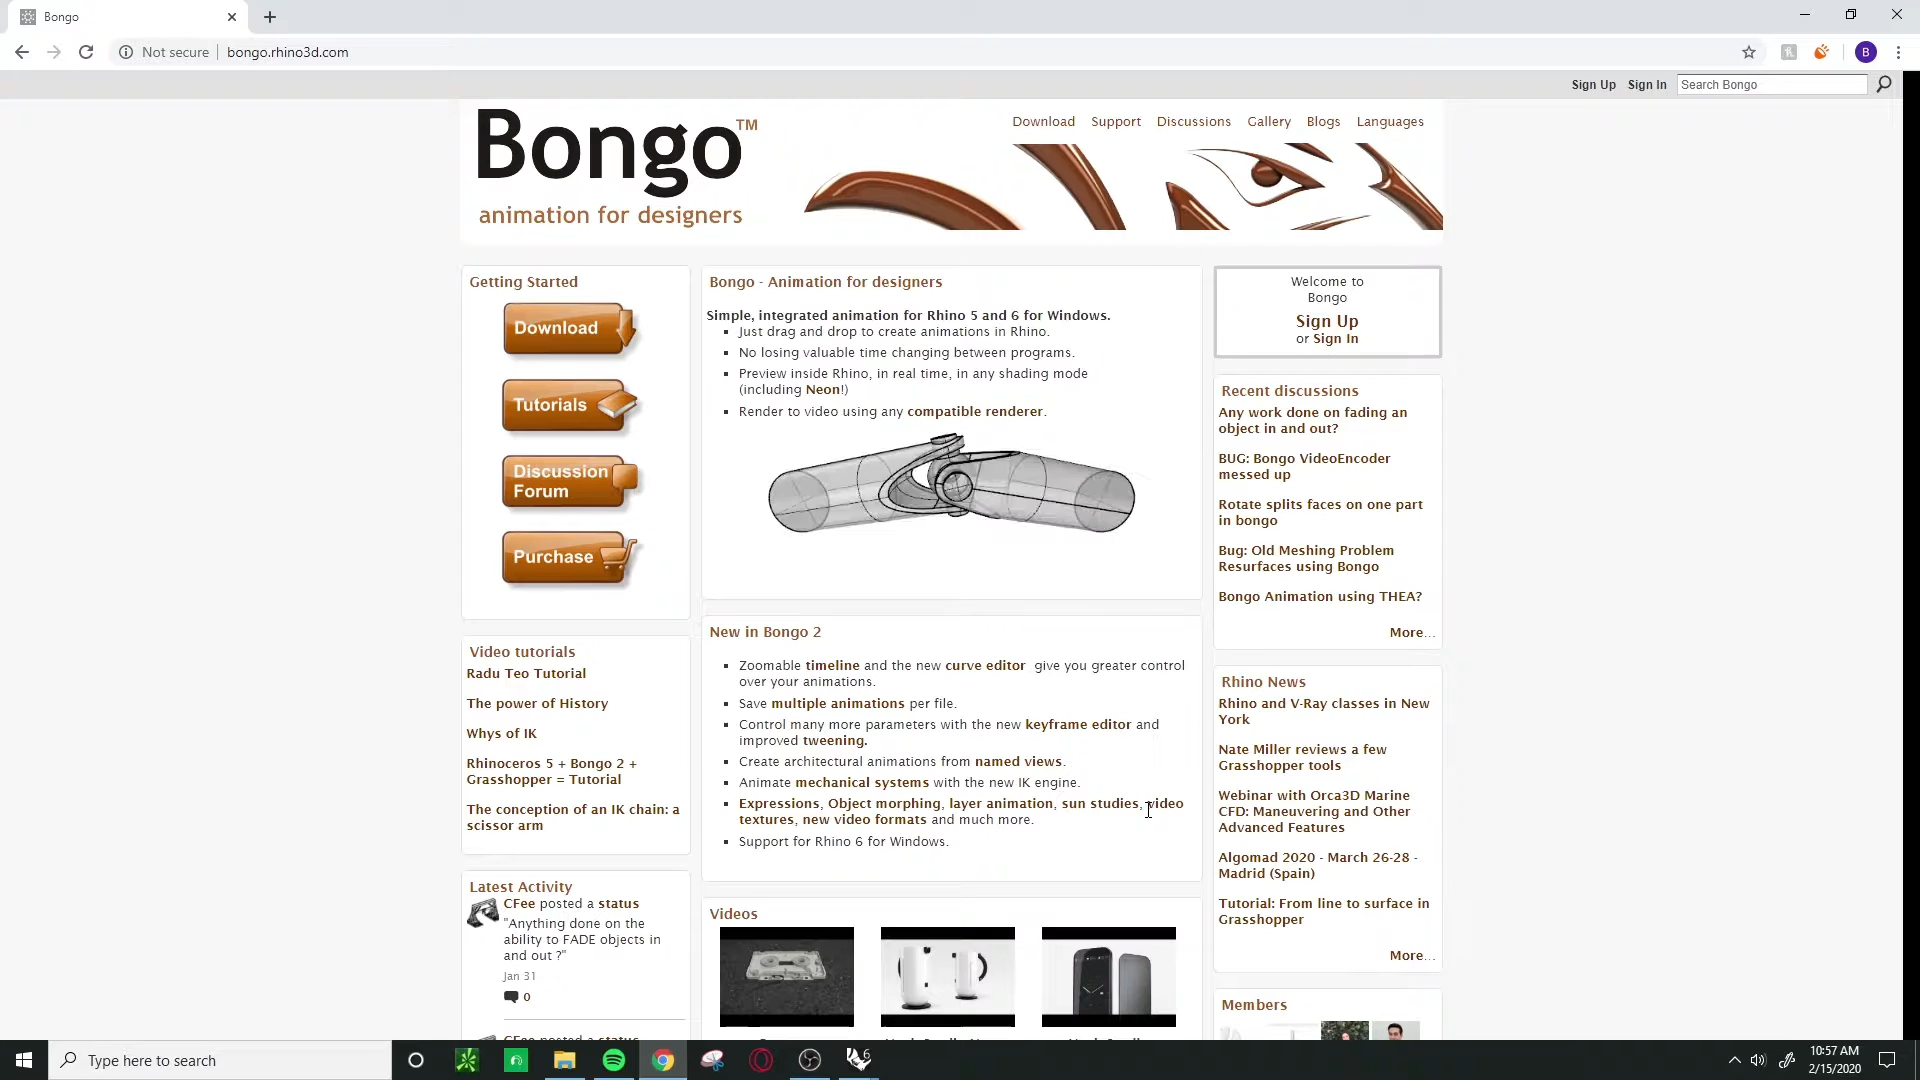 Bongo
Not secure
bongo.rhino3d.com
B
Sign Up Sign In Search Bongo
Bongo™
animation for designers
Download Support Discussions Gallery Blogs Languages
Getting Started
Download
Tutorials
Discussion
Forum
Purchase
Video tutorials
Radu Teo Tutorial
The power of History
Whys of IK
Rhinoceros 5 + Bongo 2 +
Grasshopper = Tutorial
The conception of an IK chain: a
scissor arm
Latest Activity
CFee posted a status
"Anything done on the
ability to FADE objects in
and out ?"
Jan 31
0
CFee posted a status
Bongo - Animation for designers
Simple, integrated animation for Rhino 5 and 6 for Windows.
Just drag and drop to create animations in Rhino.
No losing valuable time changing between programs.
Preview inside Rhino, in real time, in any shading mode
(including Neon!)
Render to video using any compatible renderer.
New in Bongo 2
Zoomable timeline and the new curve editor give you greater control
over your animations.
Save multiple animations per file.
Control many more parameters with the new keyframe editor and
improved tweening.
Create architectural animations from named views.
Animate mechanical systems with the new IK engine.
Expressions, Object morphing, layer animation, sun studies, video
textures, new video formats and much more.
Support for Rhino 6 for Windows.
Videos
Welcome to
Bongo
Sign Up
or Sign In
Recent discussions
Any work done on fading an
object in and out?
BUG: Bongo VideoEncoder
messed up
Rotate splits faces on one part
in bongo
Bug: Old Meshing Problem
Resurfaces using Bongo
Bongo Animation using THEA?
More...
Rhino News
Rhino and V-Ray classes in New
York
Nate Miller reviews a few
Grasshopper tools
Webinar with Orca3D Marine
CFD: Maneuvering and Other
Advanced Features
Algomad 2020 - March 26-28 -
Madrid (Spain)
Tutorial: From line to surface in
Grasshopper
More...
Members
Type here to search
6
10:57 AM
2/15/2020